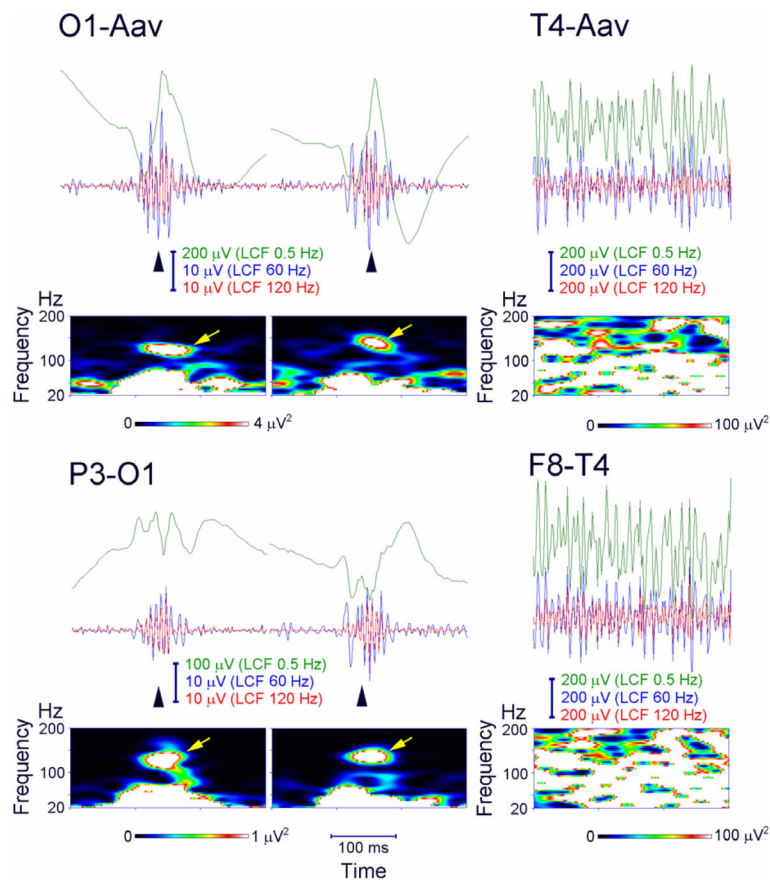 O1-Aav
T4-Aav
200 µV (LCF 0.5 Hz)
10 µV (LCF 60 Hz)
10 µV (LCF 120 Hz)
200 µV (LCF 0.5 Hz)
200 µV (LCF 60 Hz)
200 µV (LCF 120 Hz)
Hz
200
100
20
Frequency
Hz
200
100
20
Frequency
0 4 µV²
0 100 µV²
P3-O1
F8-T4
100 µV (LCF 0.5 Hz)
10 µV (LCF 60 Hz)
10 µV (LCF 120 Hz)
200 µV (LCF 0.5 Hz)
200 µV (LCF 60 Hz)
200 µV (LCF 120 Hz)
Hz
200
100
20
Frequency
Hz
200
100
20
Frequency
0 1 µV²
100 ms
Time
0 100 µV²